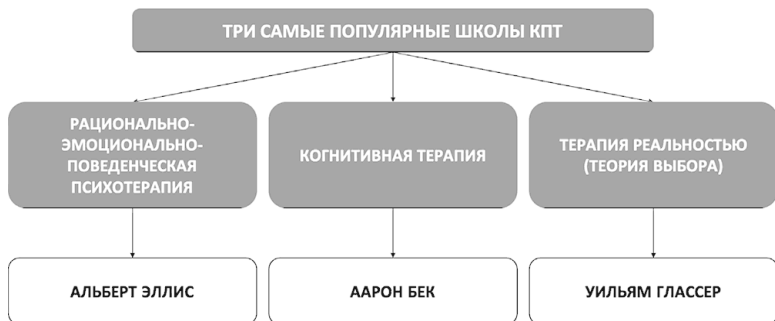 ТРИ САМЫЕ ПОПУЛЯРНЫЕ ШКОЛЫ КПТ
РАЦИОНАЛЬНО-
ЭМОЦИОНАЛЬНО-
ПОВЕДЕНЧЕСКАЯ
ПСИХОТЕРАПИЯ
КОГНИТИВНАЯ ТЕРАПИЯ
ТЕРАПИЯ РЕАЛЬНОСТЬЮ
(ТЕОРИЯ ВЫБОРА)
АЛЬБЕРТ ЭЛЛИС
ААРОН БЕК
УИЛЬЯМ ГЛАССЕР